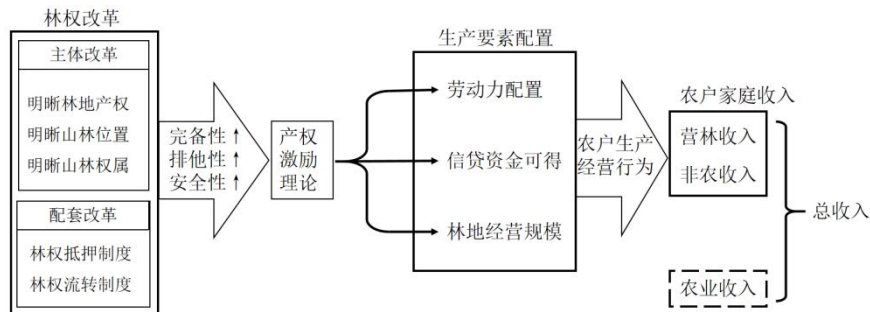 林权改革
主体改革
明晰林地产权
明晰山林位置
明晰山林权属
配套改革
林权抵押制度
林权流转制度
完备性↑
排他性↑
安全性↑
产权
激励
理论
生产要素配置
劳动力配置
信贷资金可得
林地经营规模
农户生产
经营行为
农户家庭收入
营林收入
非农收入
农业收入
总收入